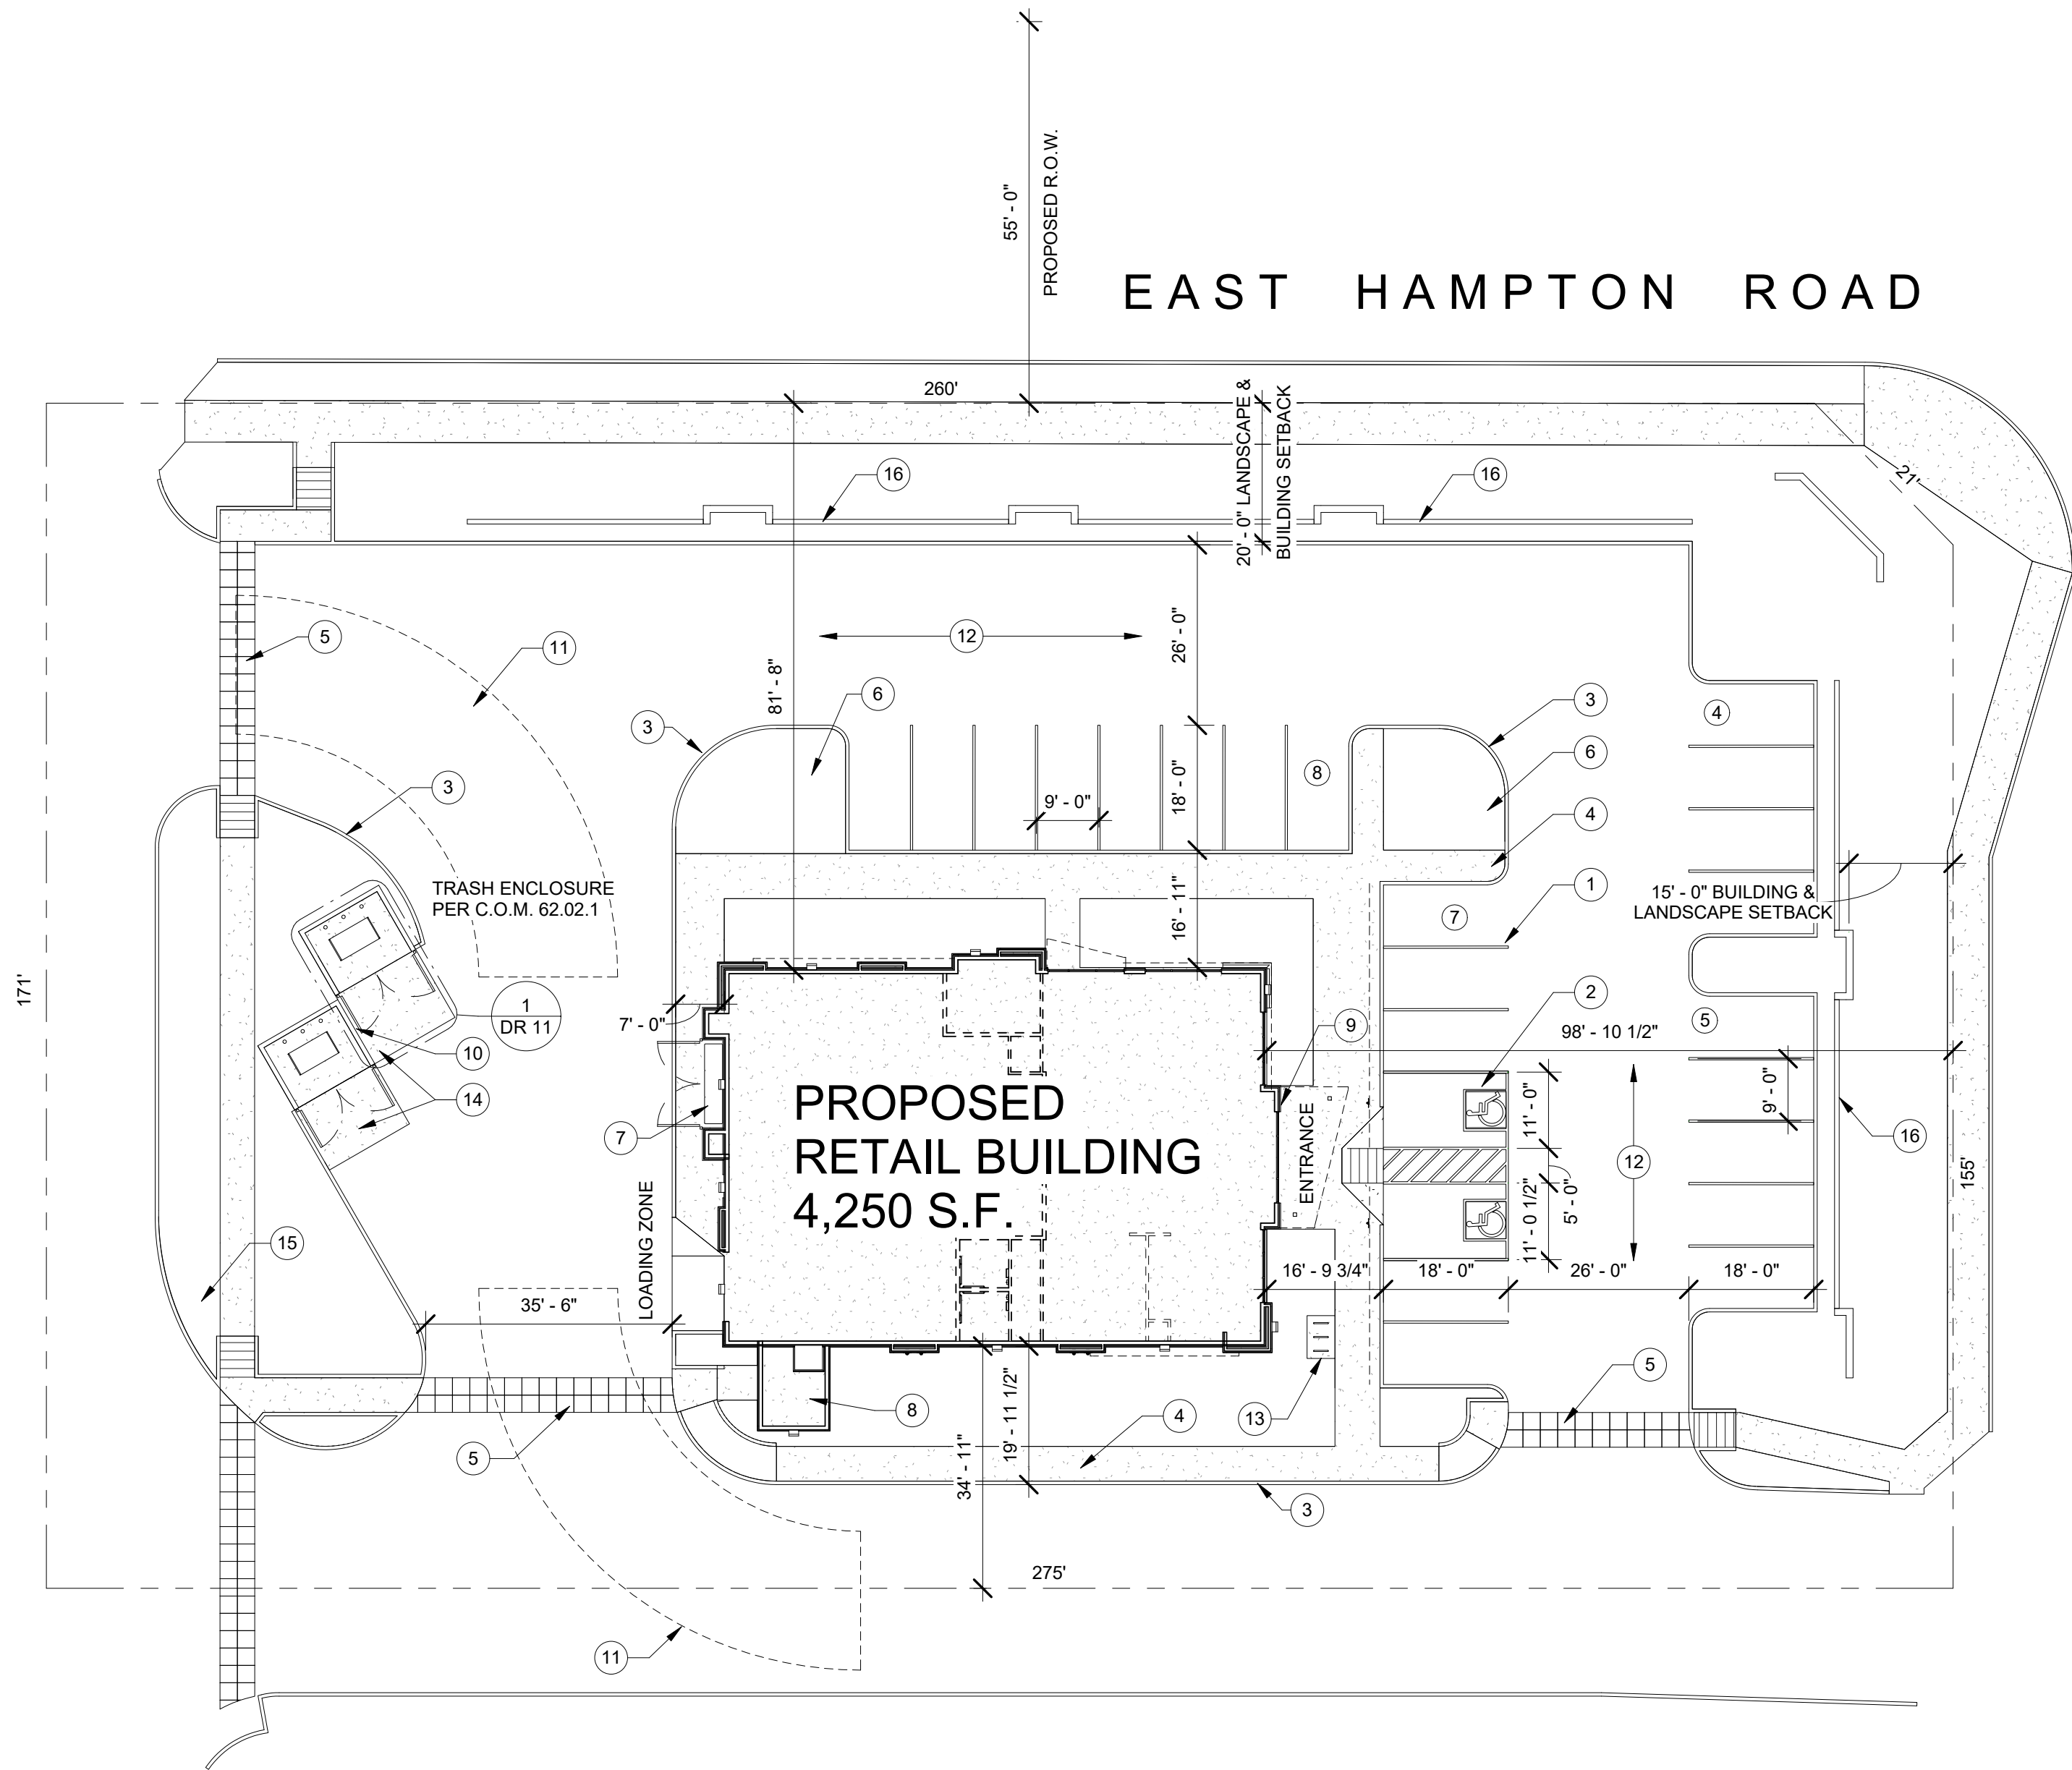 55' - 0"
PROPOSED R.O.W.
EAST HAMPTON ROAD
260'
20' - 0" LANDSCAPE &
BUILDING SETBACK
21'
16
16
5
11
12
26' - 0"
81' - 8"
6
3
3
4
6
8
18' - 0"
9' - 0"
4
3
TRASH ENCLOSURE
PER C.O.M. 62.02.1
1
7
15' - 0" BUILDING &
LANDSCAPE SETBACK
16' - 11"
171'
1
DR 11
7' - 0"
2
5
9
98' - 10 1/2"
10
14
7
PROPOSED
RETAIL BUILDING
4,250 S.F.
ENTRANCE
11' - 0"
9' - 0"
12
16
155'
5' - 0"
11' - 0 1/2"
LOADING ZONE
15
35' - 6"
16' - 9 3/4"
18' - 0"
26' - 0"
18' - 0"
5
8
19' - 11 1/2"
34' - 11"
4
13
5
3
275'
11